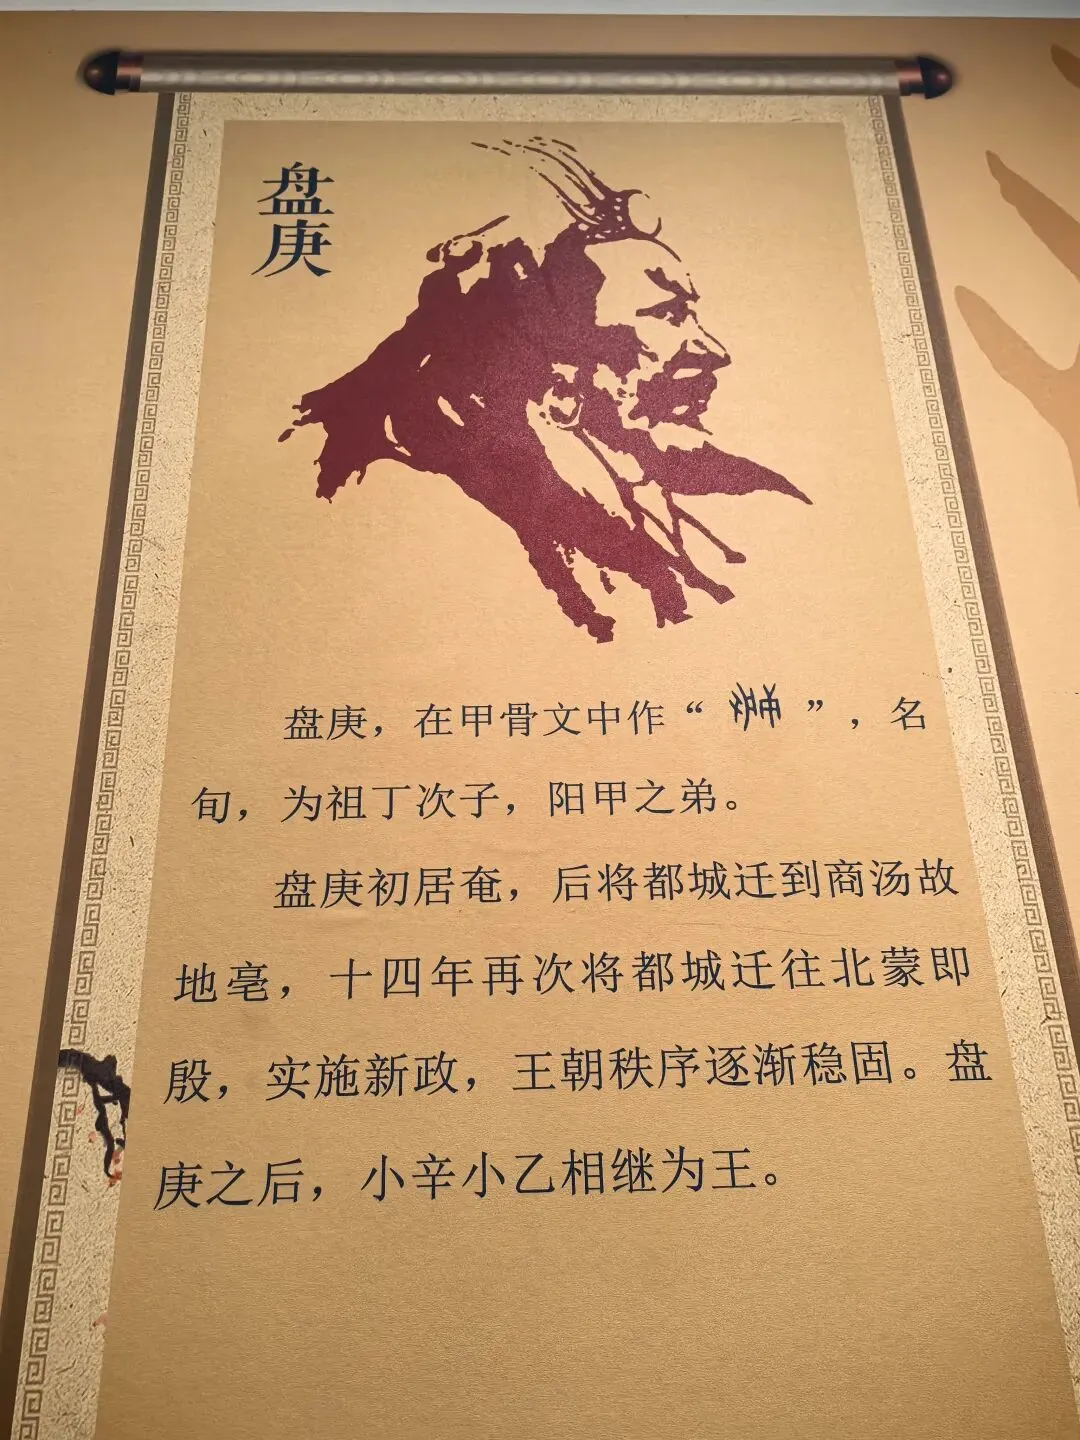 盘庚
盘庚，在甲骨文中作“ ”，名
旬，为祖丁次子，阳甲之弟。
盘庚初居奄，后将都城迁到商汤故
地亳，十四年再次将都城迁往北蒙即
殷，实施新政，王朝秩序逐渐稳固。盘
庚之后，小辛小乙相继为王。